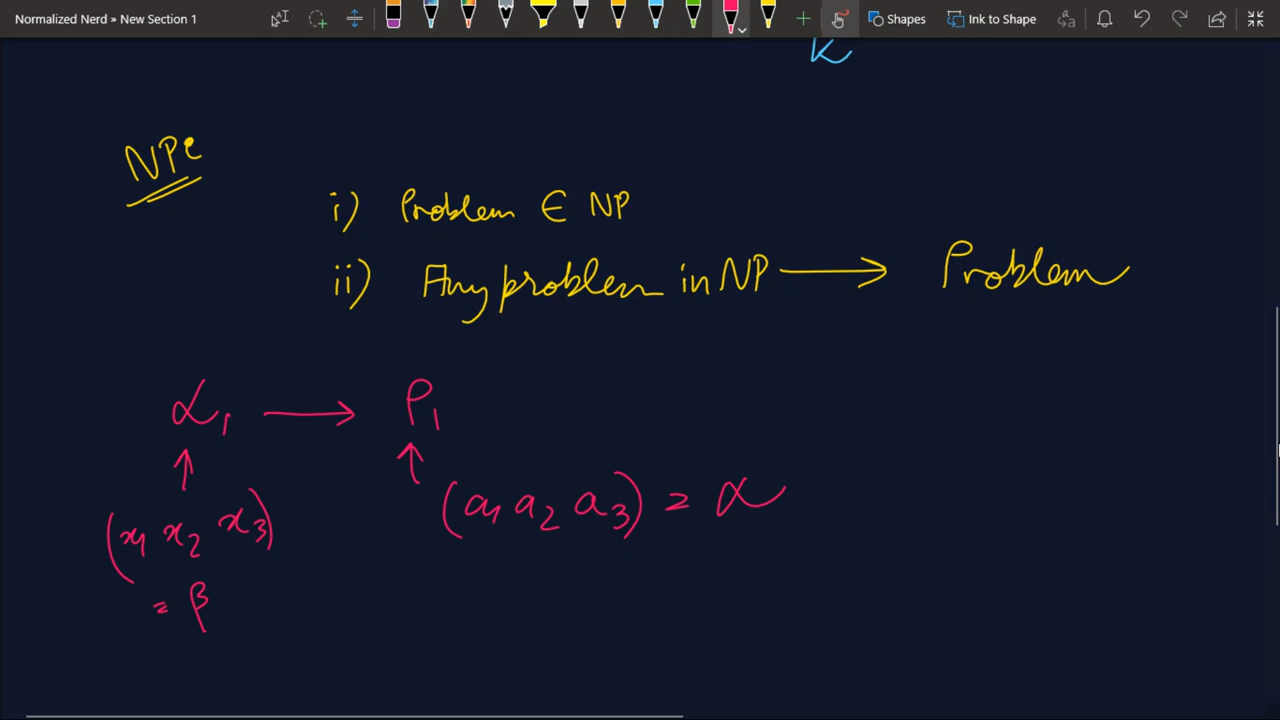 Normalized Nerd » New Section 1
Shapes
Ink to Shape
k
NPC
i) Problem ∈ NP
ii) Any problem in NP → Problem
α₁ → P₁
↑ ↑
(a₁ a₂ a₃) = α
(x₁ x₂ x₃)
= β